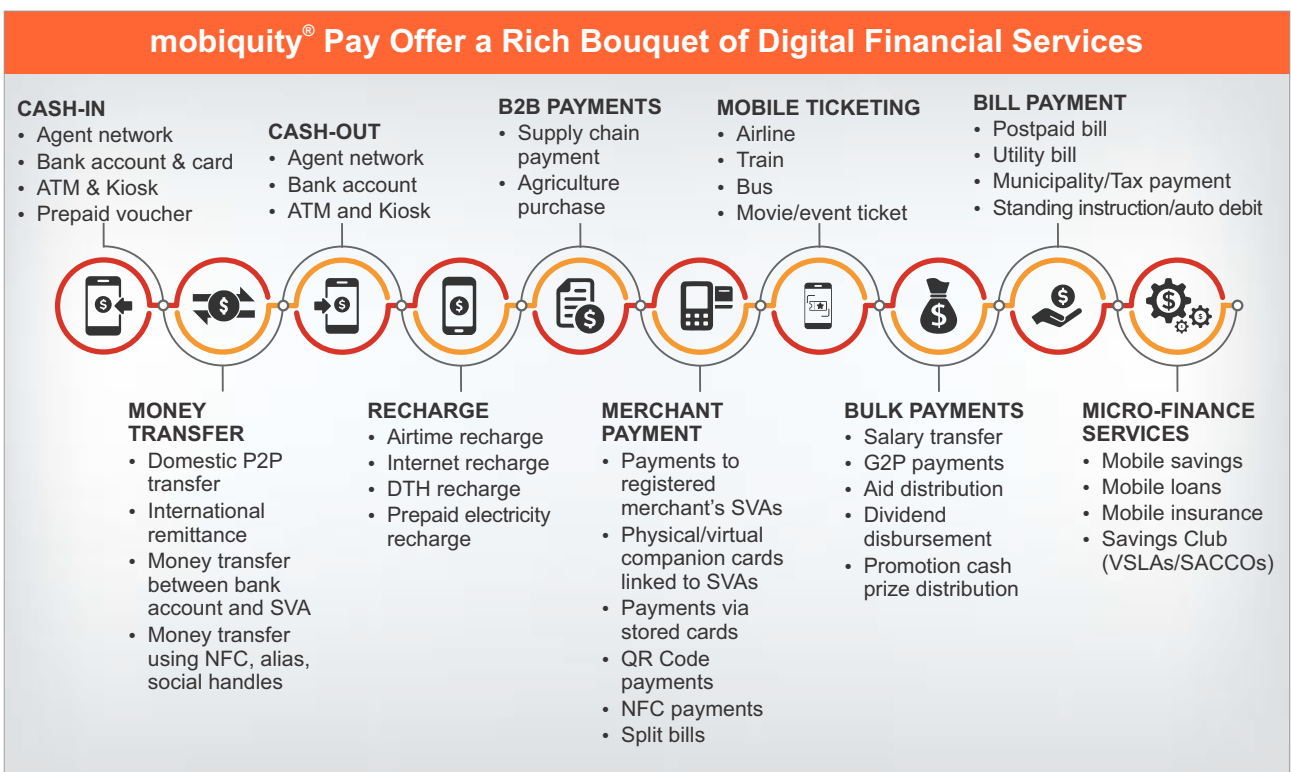 mobiquity® Pay Offer a Rich Bouquet of Digital Financial Services
CASH-IN
• Agent network
• Bank account & card
• ATM & Kiosk
• Prepaid voucher
CASH-OUT
• Agent network
• Bank account
• ATM and Kiosk
B2B PAYMENTS
• Supply chain
payment
• Agriculture
purchase
MOBILE TICKETING
• Airline
• Train
• Bus
• Movie/event ticket
BILL PAYMENT
• Postpaid bill
• Utility bill
• Municipality/Tax payment
• Standing instruction/auto debit
MONEY
TRANSFER
• Domestic P2P
transfer
• International
remittance
• Money transfer
between bank
account and SVA
• Money transfer
using NFC, alias,
social handles
RECHARGE
• Airtime recharge
• Internet recharge
• DTH recharge
• Prepaid electricity
recharge
MERCHANT
PAYMENT
• Payments to
registered
merchant's SVAs
• Physical/virtual
companion cards
linked to SVAs
• Payments via
stored cards
• QR Code
payments
• NFC payments
• Split bills
BULK PAYMENTS
• Salary transfer
• G2P payments
• Aid distribution
• Dividend
disbursement
• Promotion cash
prize distribution
MICRO-FINANCE
SERVICES
• Mobile savings
• Mobile loans
• Mobile insurance
• Savings Club
(VSLAs/SACCOs)